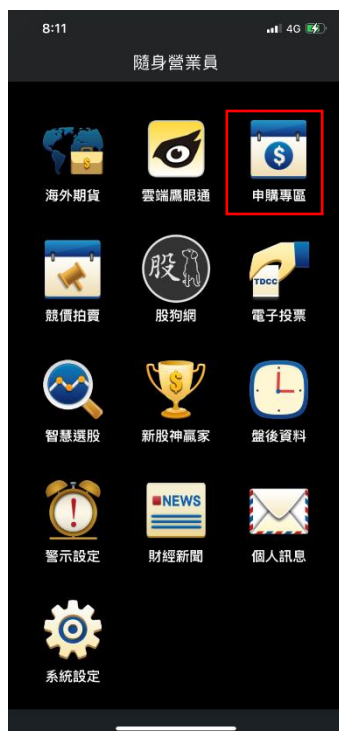 8:11
4G
隨身營業員
海外期貨
雲端鷹眼通
申購專區
競價拍賣
股
股狗網
TDCC
電子投票
智慧選股
新股神贏家
盤後資料
警示設定
NEWS
財經新聞
個人訊息
系統設定